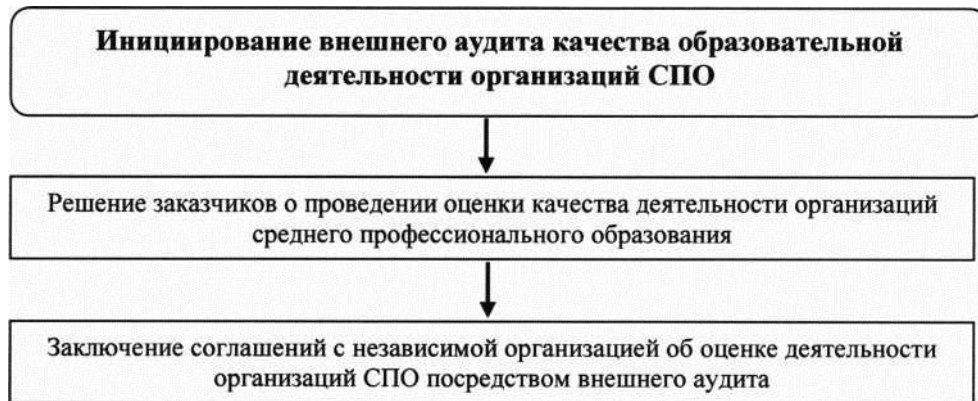 Инициирование внешнего аудита качества образовательной
деятельности организаций СПО
Решение заказчиков о проведении оценки качества деятельности организаций
среднего профессионального образования
Заключение соглашений с независимой организацией об оценке деятельности
организаций СПО посредством внешнего аудита